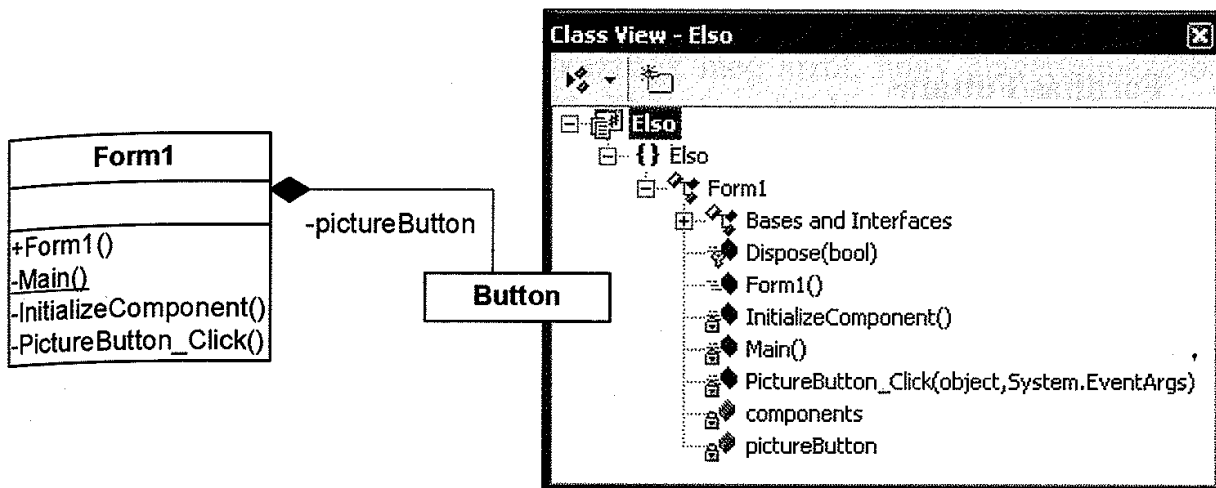 Form1
+Form1()
-Main()
-InitializeComponent()
-PictureButton_Click()
-pictureButton
Button
Class View - Elso
Elso
{} Elso
Form1
Bases and Interfaces
Dispose(bool)
Form1()
InitializeComponent()
Main()
PictureButton_Click(object,System.EventArgs)
components
pictureButton